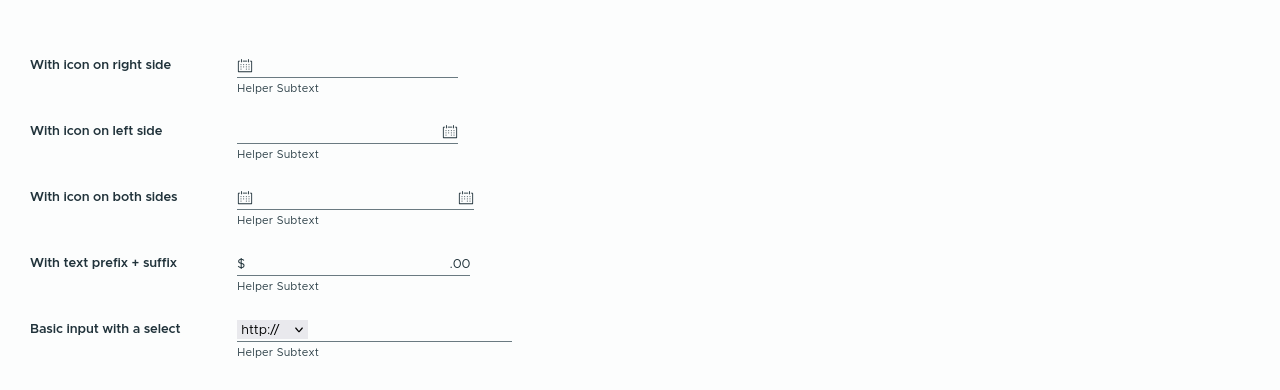 With icon on right side
Helper Subtext
With icon on left side
Helper Subtext
With icon on both sides
Helper Subtext
With text prefix + suffix $ .00
Helper Subtext
Basic input with a select http://
Helper Subtext